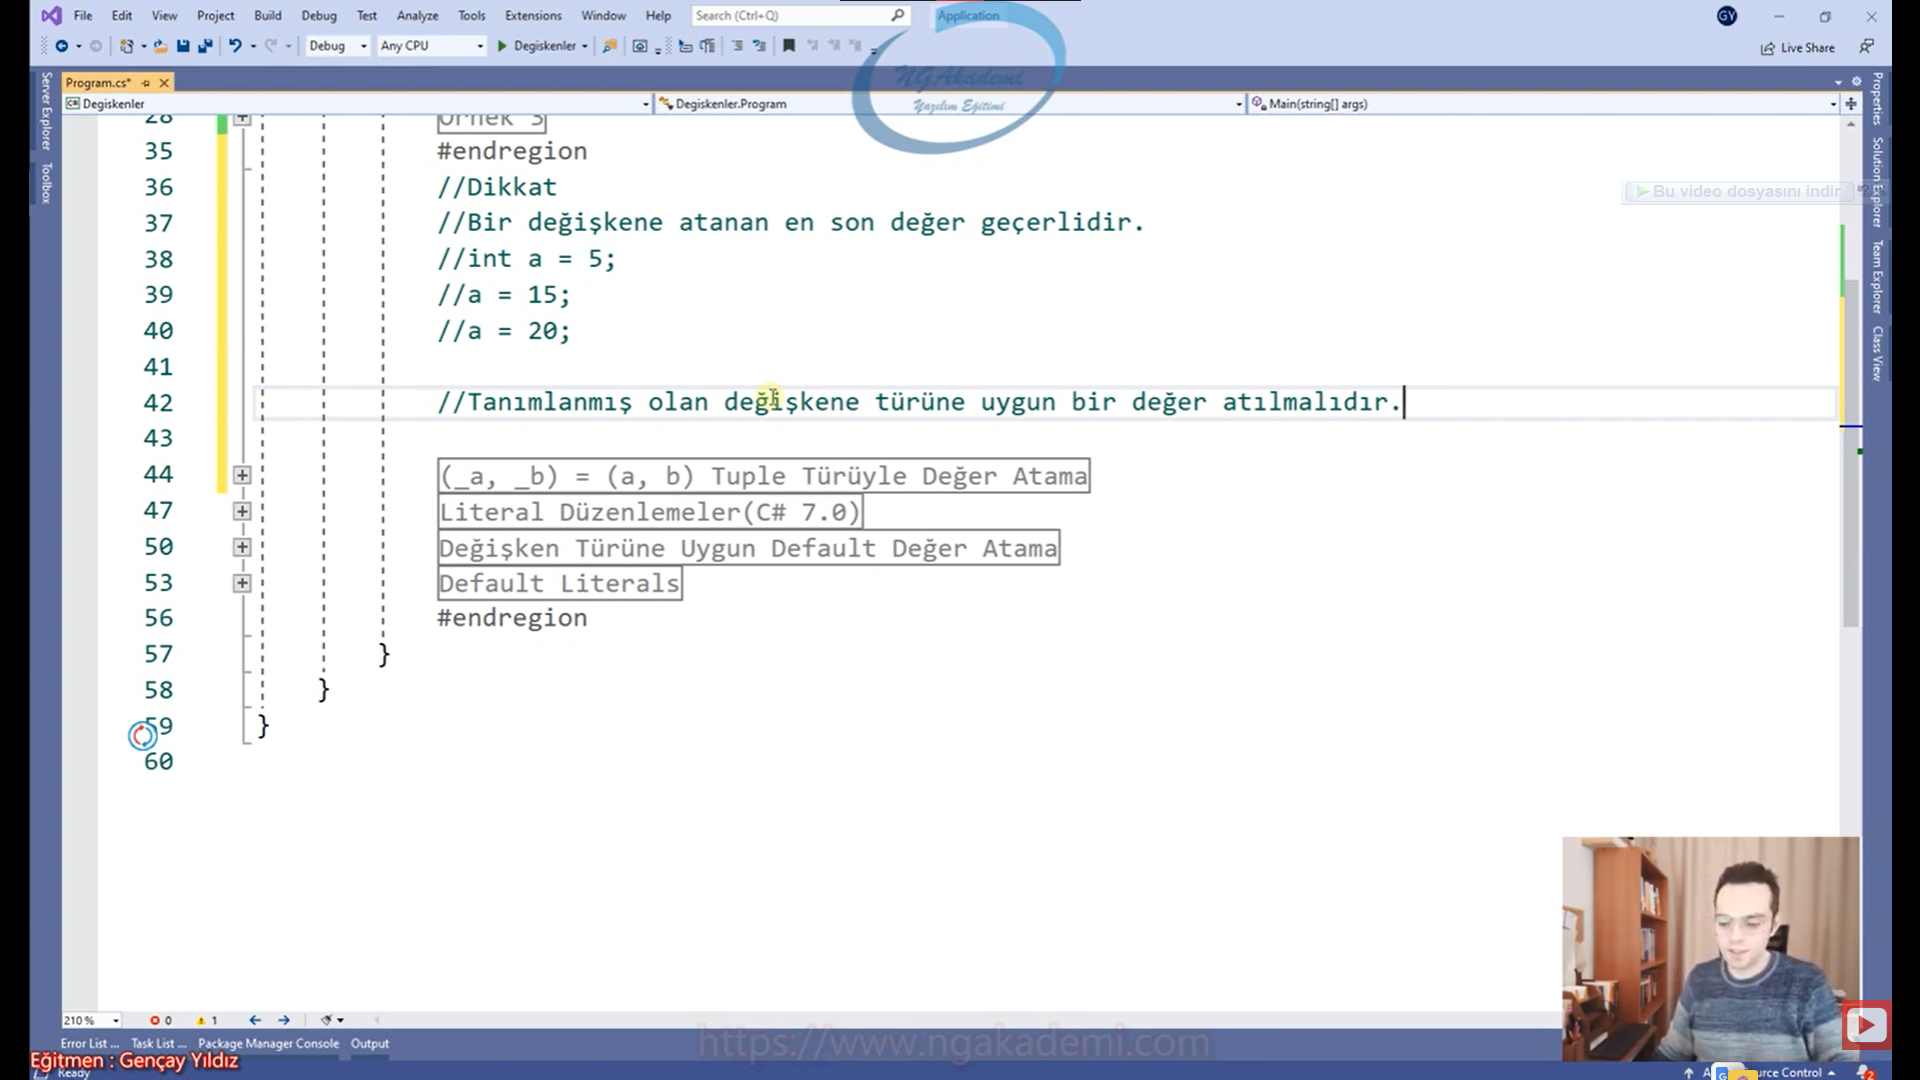 File Edit View Project Build Debug Test Analyze Tools Extensions Window Help Search (Ctrl+Q) Application GY
Debug Any CPU Degiskenler Live Share
NGAkademi
Yazılım Eğitimi
Program.cs*
Degiskenler Degiskenler.Program Main(string[] args)
Server Explorer
Toolbox
Properties
Solution Explorer
Team Explorer
Class View
Bu video dosyasını indir
28 Örnek 3
35 #endregion
36 //Dikkat
37 //Bir değişkene atanan en son değer geçerlidir.
38 //int a = 5;
39 //a = 15;
40 //a = 20;
41
42 //Tanımlanmış olan değişkene türüne uygun bir değer atılmalıdır.
43
44 (_a, _b) = (a, b) Tuple Türüyle Değer Atama
47 Literal Düzenlemeler(C# 7.0)
50 Değişken Türüne Uygun Default Değer Atama
53 Default Literals
56 #endregion
57 }
58 }
59 }
60
210 % 0 1
Error List ... Task List ... Package Manager Console Output
https://www.ngakademi.com
Eğitmen : Gençay Yıldız
Ready Source Control 2